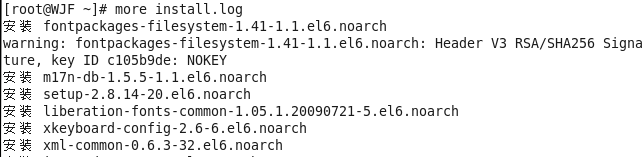 [root@WJF ~]# more install.log
安装 fontpackages-filesystem-1.41-1.1.el6.noarch
warning: fontpackages-filesystem-1.41-1.1.el6.noarch: Header V3 RSA/SHA256 Signa
ture, key ID c105b9de: NOKEY
安装 m17n-db-1.5.5-1.1.el6.noarch
安装 setup-2.8.14-20.el6.noarch
安装 liberation-fonts-common-1.05.1.20090721-5.el6.noarch
安装 xkeyboard-config-2.6-6.el6.noarch
安装 xml-common-0.6.3-32.el6.noarch